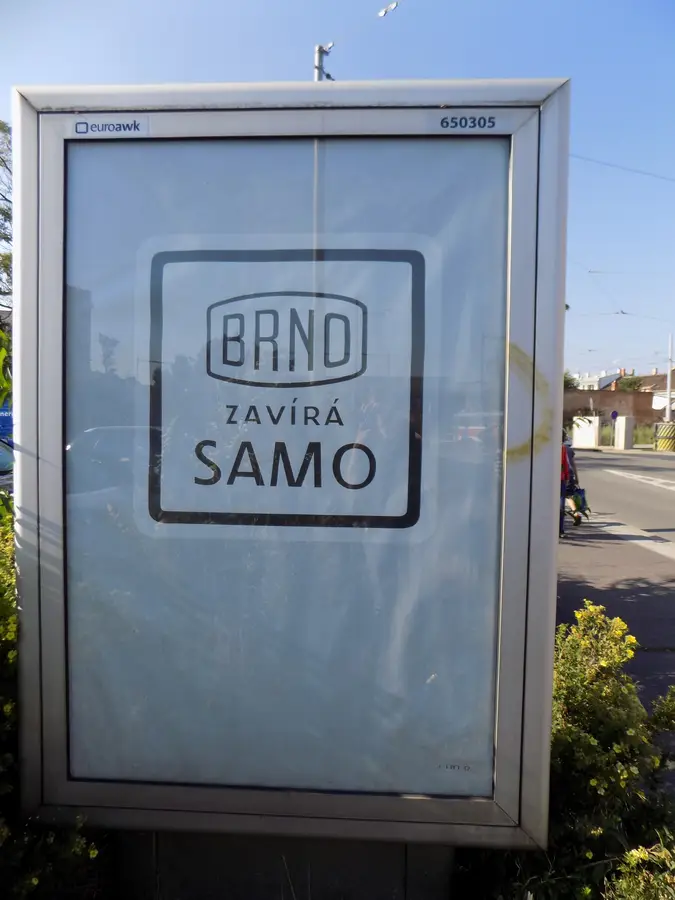 euroawk
650305
BRNO
ZAVÍRÁ
SAMO